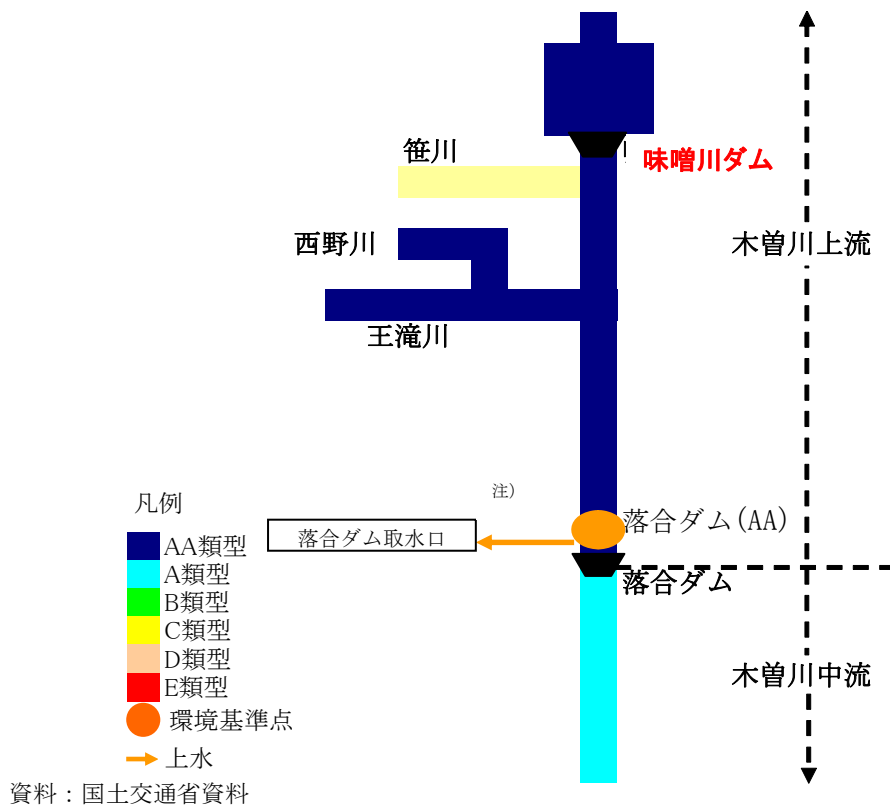 笹川
味噌川ダム
西野川
木曽川上流
王滝川
注)
凡例
落合ダム取水口
落合ダム(AA)
AA類型
A類型
落合ダム
B類型
C類型
D類型
E類型
木曽川中流
環境基準点
上水
資料：国土交通省資料